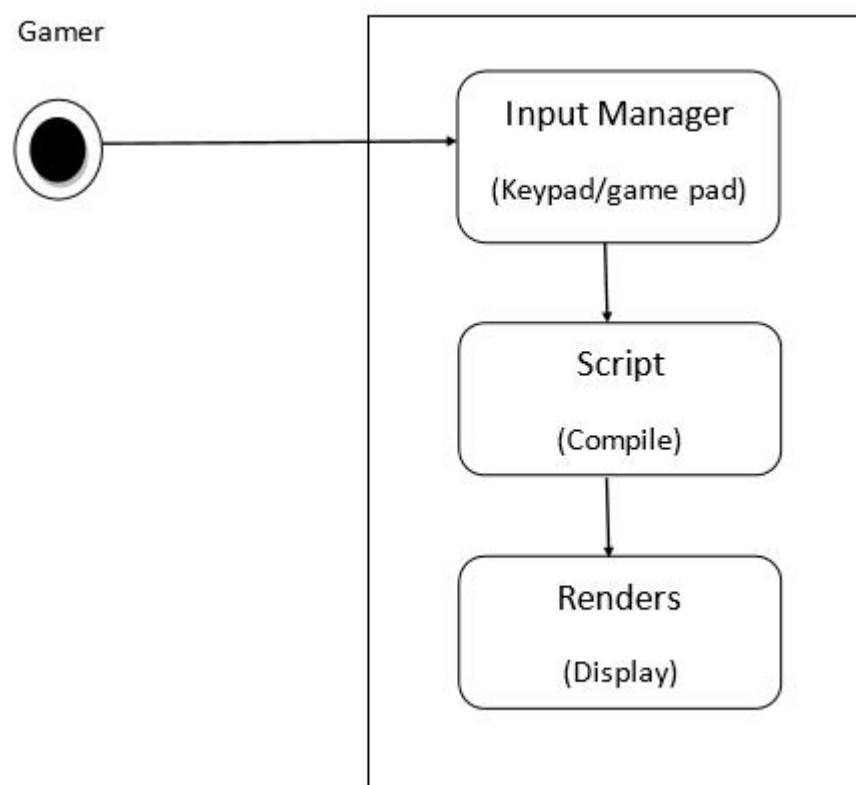 Gamer
Input Manager
(Keypad/game pad)
Script
(Compile)
Renders
(Display)